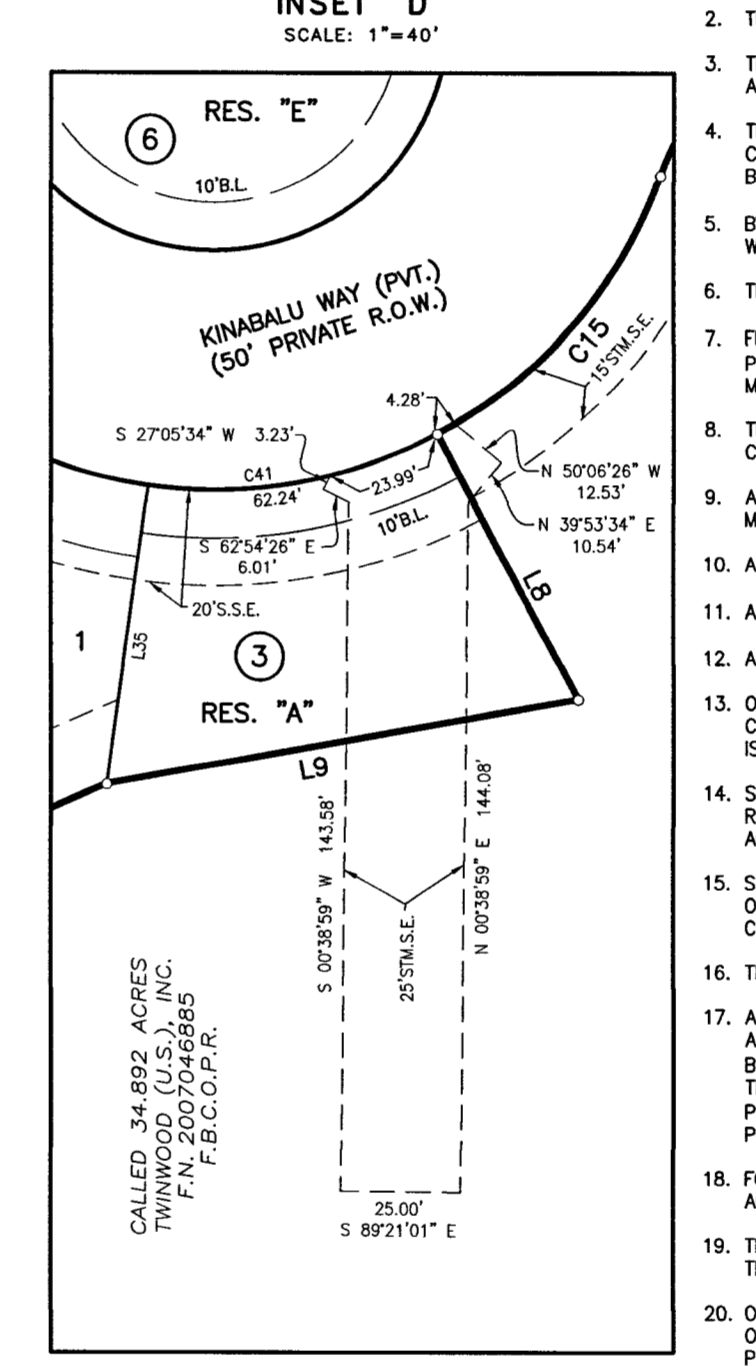 INSET "D"
SCALE: 1"=40'
RES. "E"
6
10'B.L.
KINABALU WAY (PVT.)
(50' PRIVATE R.O.W.)
C15
15'STM.S.E.
4.28'
S 27°05'34" W 3.23'
C41
62.24'
23.99'
10'B.L.
N 50°06'26" W
12.53'
N 39°53'34" E
10.54'
S 62°54'26" E
6.01'
20'S.S.E.
L8
1
L35
3
RES. "A"
L9
S 00°38'59" W 143.58'
25'STM.S.E.
N 00°38'59" E 144.08'
CALLED 34.892 ACRES
TWINWOOD (U.S.), INC.
F.N. 2007046885
F.B.C.O.P.R.
25.00'
S 89°21'01" E
2. T
3. T
A
4. T
C
B
5. B
W
6. T
7. F
P
M
8. T
C
9. A
M
10. A
11. A
12. A
13. O
C
IS
14. S
R
A
15. S
O
C
16. T
17. A
A
B
T
P
P
18. F
A
19. T
T
20. O
O
P